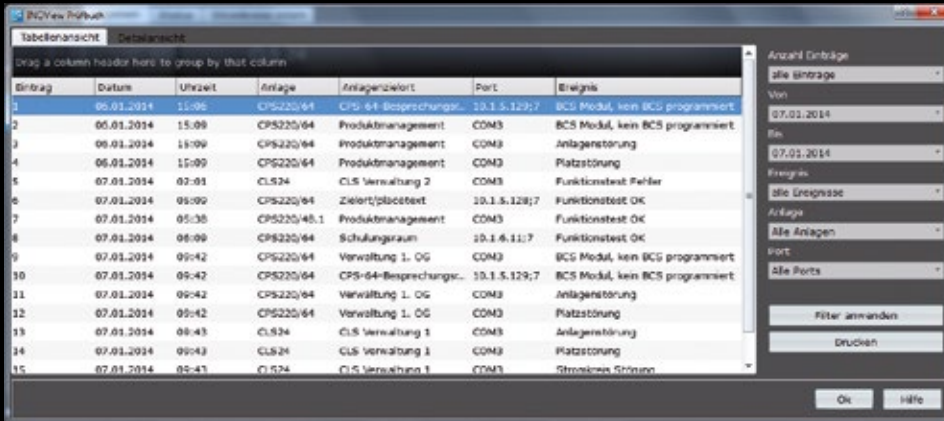 INOView Prüfbuch
Tabellenansicht Detailansicht
Drag a column header here to group by that column
Eintrag Datum Uhrzeit Anlage Anlagenzielort Port Ereignis
1 06.01.2014 15:06 CPS220/64 CPS-64-Besprechungsr... 10.1.5.129;7 BCS Modul, kein BCS programmiert
2 06.01.2014 15:09 CPS220/64 Produktmanagement COM3 BCS Modul, kein BCS programmiert
3 06.01.2014 15:09 CPS220/64 Produktmanagement COM3 Anlagenstörung
4 06.01.2014 15:09 CPS220/64 Produktmanagement COM3 Platzstörung
5 07.01.2014 02:01 CLS24 CLS Verwaltung 2 COM3 Funktionstest Fehler
6 07.01.2014 05:09 CPS220/64 Zielort/placetext 10.1.5.128;7 Funktionstest OK
7 07.01.2014 05:38 CPS220/48.1 Produktmanagement COM3 Funktionstest OK
8 07.01.2014 06:09 CPS220/64 Schulungsraum 10.1.6.11;7 Funktionstest OK
9 07.01.2014 09:42 CPS220/64 Verwaltung 1. OG COM3 BCS Modul, kein BCS programmiert
10 07.01.2014 09:42 CPS220/64 CPS-64-Besprechungsr... 10.1.5.129;7 BCS Modul, kein BCS programmiert
11 07.01.2014 09:42 CPS220/64 Verwaltung 1. OG COM3 Anlagenstörung
12 07.01.2014 09:42 CPS220/64 Verwaltung 1. OG COM3 Platzstörung
13 07.01.2014 09:43 CLS24 CLS Verwaltung 1 COM3 Anlagenstörung
14 07.01.2014 09:43 CLS24 CLS Verwaltung 1 COM3 Platzstörung
15 07.01.2014 09:43 CLS24 CLS Verwaltung 1 COM3 Stromkreis Störung
Anzahl Einträge
alle Einträge
Von
07.01.2014
Bis
07.01.2014
Ereignis
alle Ereignisse
Anlage
Alle Anlagen
Port
Alle Ports
Filter anwenden
Drucken
Ok Hilfe